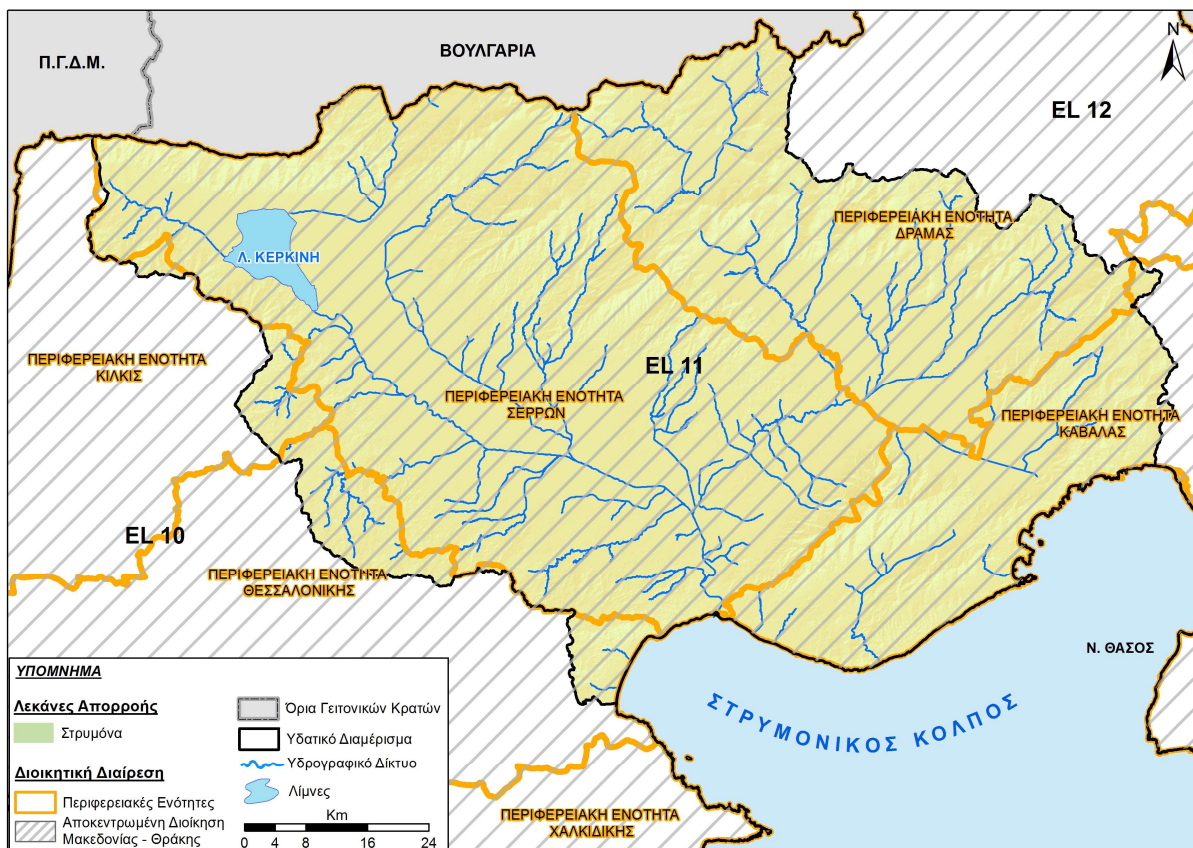 Π.Γ.Δ.Μ.
ΒΟΥΛΓΑΡΙΑ
N
EL 12
ΠΕΡΙΦΕΡΕΙΑΚΗ ΕΝΟΤΗΤΑ
ΔΡΑΜΑΣ
Λ. ΚΕΡΚΙΝΗ
ΠΕΡΙΦΕΡΕΙΑΚΗ ΕΝΟΤΗΤΑ
ΚΙΛΚΙΣ
EL 11
ΠΕΡΙΦΕΡΕΙΑΚΗ ΕΝΟΤΗΤΑ
ΣΕΡΡΩΝ
ΠΕΡΙΦΕΡΕΙΑΚΗ ΕΝΟΤΗΤΑ
ΚΑΒΑΛΑΣ
EL 10
ΠΕΡΙΦΕΡΕΙΑΚΗ ΕΝΟΤΗΤΑ
ΘΕΣΣΑΛΟΝΙΚΗΣ
Ν. ΘΑΣΟΣ
ΣΤΡΥΜΟΝΙΚΟΣ ΚΟΛΠΟΣ
ΠΕΡΙΦΕΡΕΙΑΚΗ ΕΝΟΤΗΤΑ
ΧΑΛΚΙΔΙΚΗΣ
ΥΠΟΜΝΗΜΑ
Λεκάνες Απορροής
Στρυμόνα
Διοικητική Διαίρεση
Περιφερειακές Ενότητες
Αποκεντρωμένη Διοίκηση
Μακεδονίας - Θράκης
Όρια Γειτονικών Κρατών
Υδατικό Διαμέρισμα
Υδρογραφικό Δίκτυο
Λίμνες
Km
0 4 8 16 24